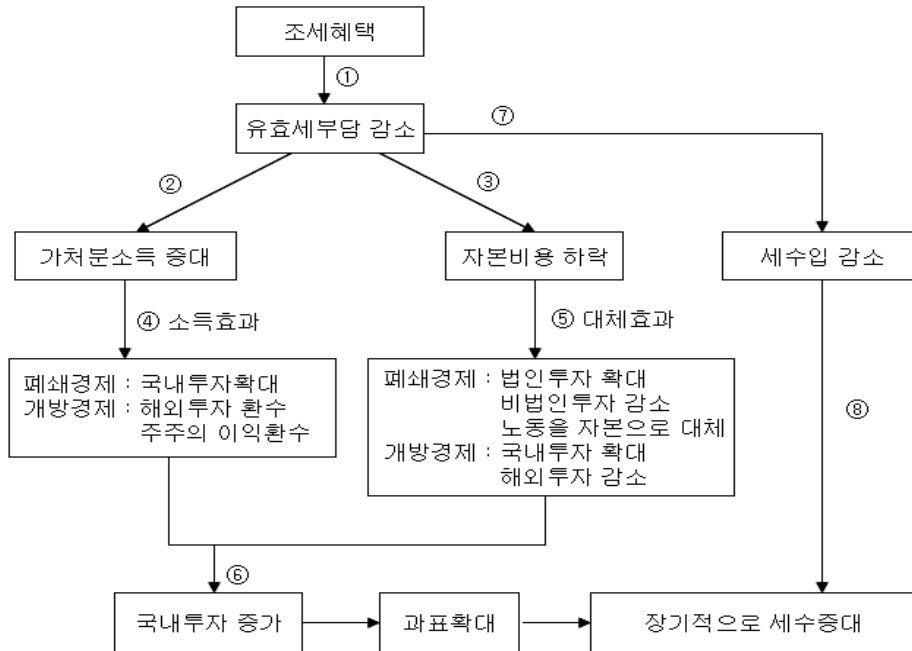 조세혜택
①
유효세부담 감소
⑦
②
③
가처분소득 증대
자본비용 하락
세수입 감소
④ 소득효과
⑤ 대체효과
폐쇄경제 : 국내투자확대
개방경제 : 해외투자 환수
주주의 이익환수
폐쇄경제 : 법인투자 확대
비법인투자 감소
노동을 자본으로 대체
개방경제 : 국내투자 확대
해외투자 감소
⑧
⑥
국내투자 증가
과표확대
장기적으로 세수증대